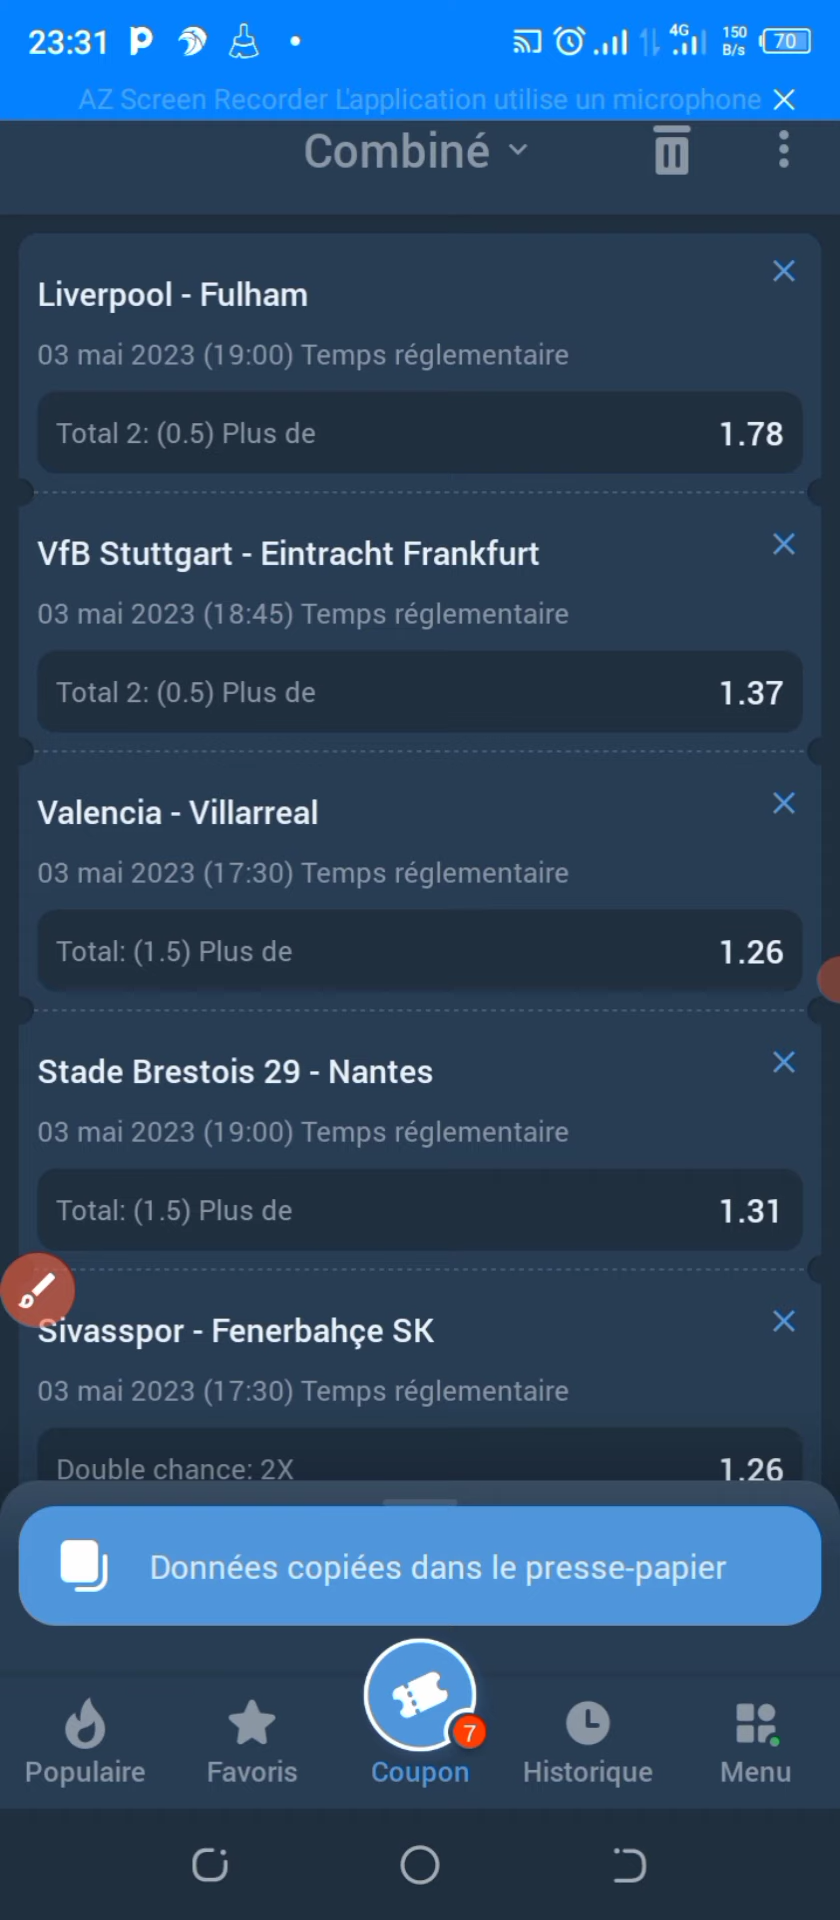 23:31
4G
150
B/s
70
AZ Screen Recorder L'application utilise un microphone
Combiné
Liverpool - Fulham
03 mai 2023 (19:00) Temps réglementaire
Total 2: (0.5) Plus de 1.78
VfB Stuttgart - Eintracht Frankfurt
03 mai 2023 (18:45) Temps réglementaire
Total 2: (0.5) Plus de 1.37
Valencia - Villarreal
03 mai 2023 (17:30) Temps réglementaire
Total: (1.5) Plus de 1.26
Stade Brestois 29 - Nantes
03 mai 2023 (19:00) Temps réglementaire
Total: (1.5) Plus de 1.31
Sivasspor - Fenerbahçe SK
03 mai 2023 (17:30) Temps réglementaire
Double chance: 2X 1.26
Données copiées dans le presse-papier
7
Populaire Favoris Coupon Historique Menu